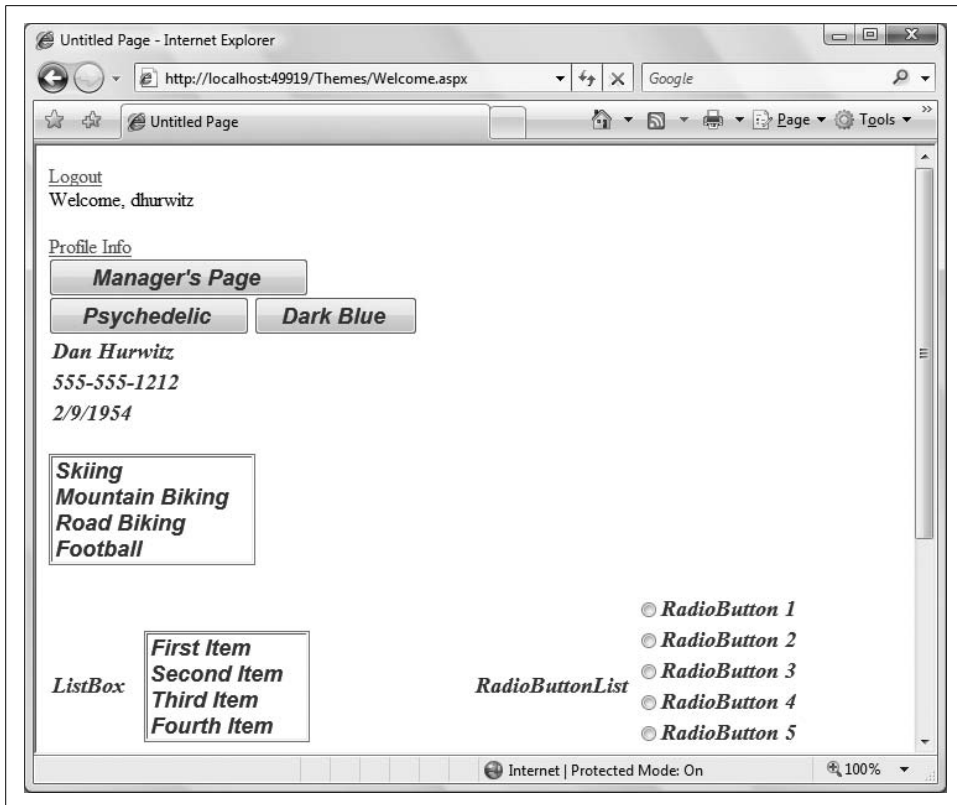 Untitled Page - Internet Explorer
http://localhost:49919/Themes/Welcome.aspx
Google
Untitled Page
Page
Tools
»
Logout
Welcome, dhurwitz
Profile Info
Manager's Page
Psychedelic Dark Blue
Dan Hurwitz
555-555-1212
2/9/1954
Skiing
Mountain Biking
Road Biking
Football
ListBox
First Item
Second Item
Third Item
Fourth Item
RadioButtonList
RadioButton 1
RadioButton 2
RadioButton 3
RadioButton 4
RadioButton 5
Internet | Protected Mode: On
100%